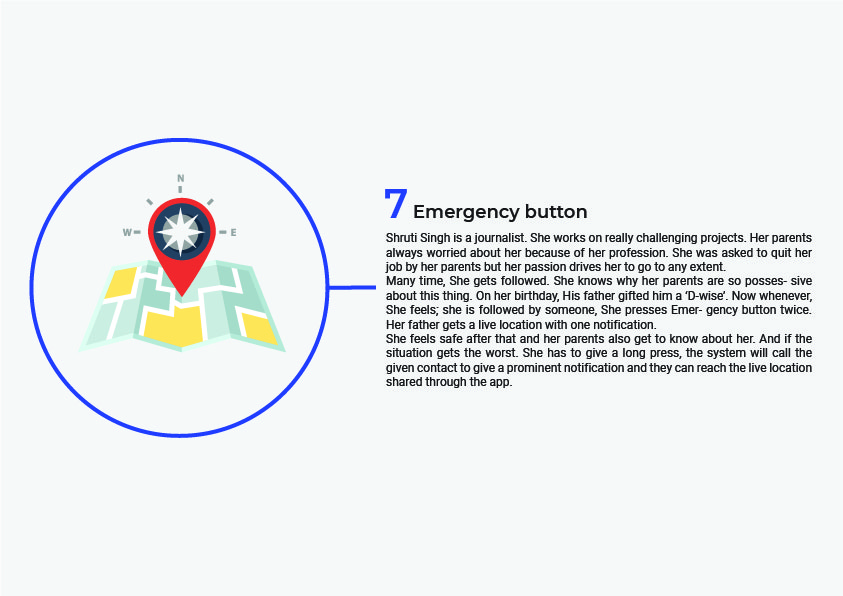 N
W
E
7 Emergency button
Shruti Singh is a journalist. She works on really challenging projects. Her parents
always worried about her because of her profession. She was asked to quit her
job by her parents but her passion drives her to go to any extent.
Many time, She gets followed. She knows why her parents are so posses- sive
about this thing. On her birthday, His father gifted him a ‘D-wise’. Now whenever,
She feels; she is followed by someone, She presses Emer- gency button twice.
Her father gets a live location with one notification.
She feels safe after that and her parents also get to know about her. And if the
situation gets the worst. She has to give a long press, the system will call the
given contact to give a prominent notification and they can reach the live location
shared through the app.